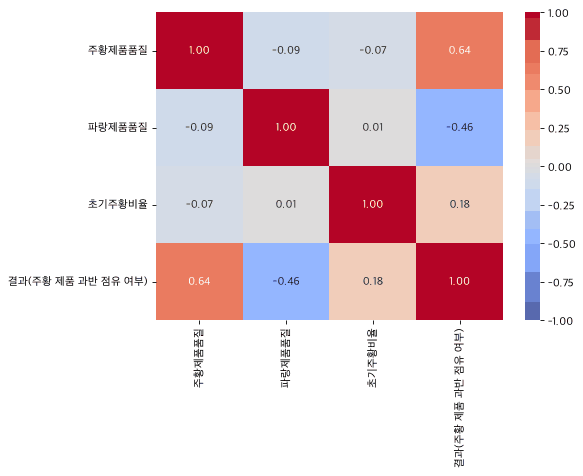 주황제품품질
파랑제품품질
초기주황비율
결과(주황 제품 과반 점유 여부)
1.00 -0.09 -0.07 0.64
-0.09 1.00 0.01 -0.46
-0.07 0.01 1.00 0.18
0.64 -0.46 0.18 1.00
주황제품품질
파랑제품품질
초기주황비율
결과(주황 제품 과반 점유 여부)
1.00
0.75
0.50
0.25
0.00
-0.25
-0.50
-0.75
-1.00